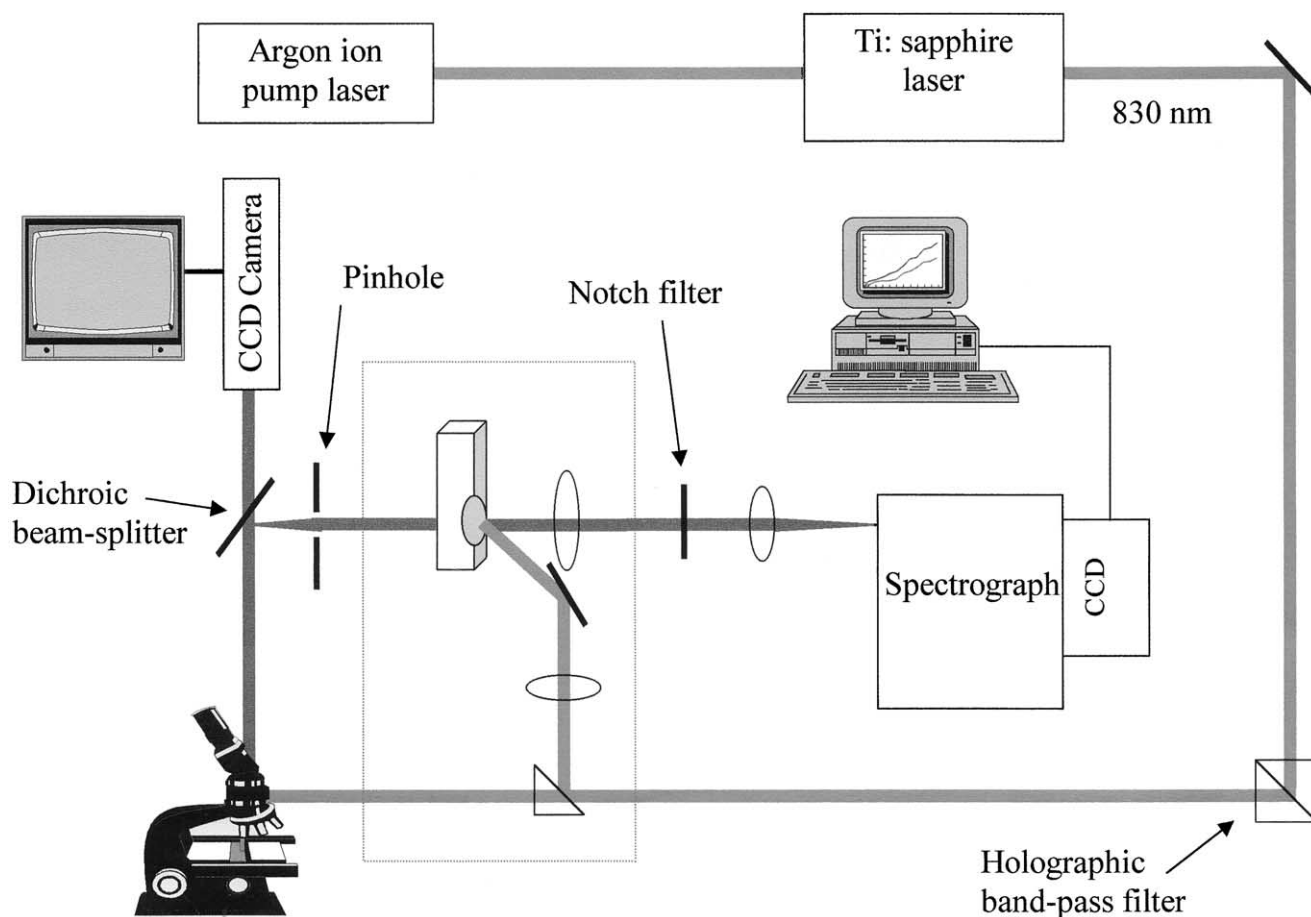 Argon ion
pump laser
Ti: sapphire
laser
830 nm
CCD Camera
Pinhole
Notch filter
Dichroic
beam-splitter
Spectrograph
CCD
Holographic
band-pass filter